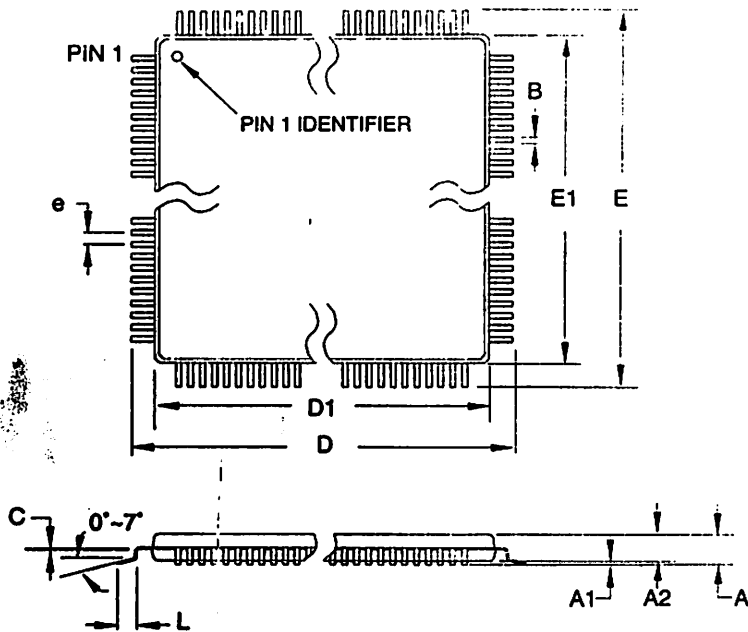 PIN 1
PIN 1 IDENTIFIER
B
e
E1
E
D1
D
C
0°~7°
L
A1
A2
A